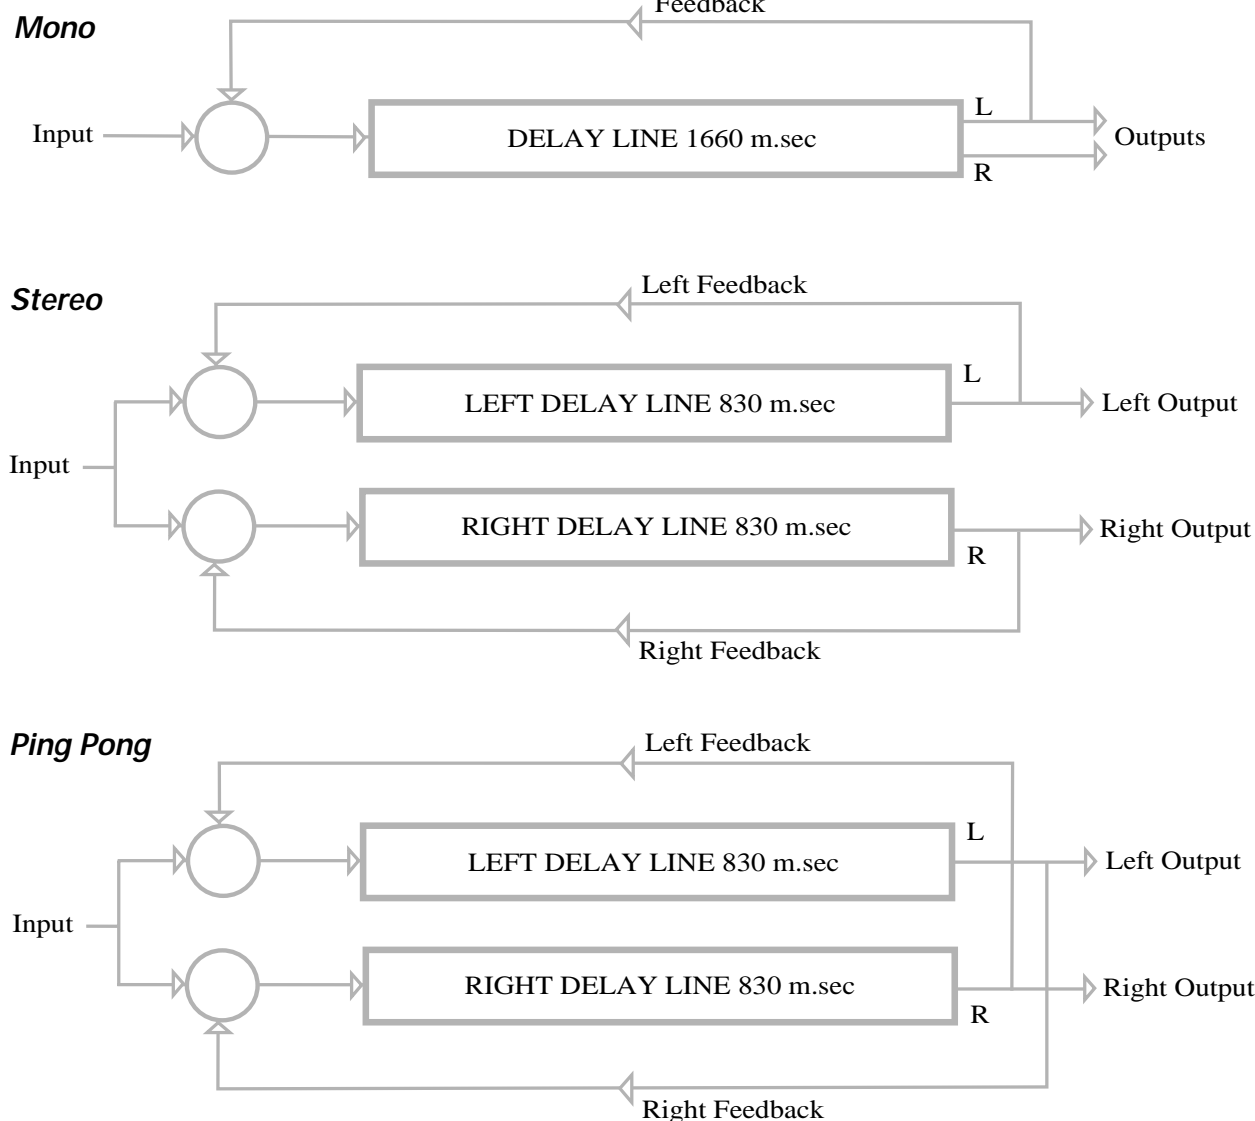 Feedback
Mono
Input
DELAY LINE 1660 m.sec
L
R
Outputs
Left Feedback
Stereo
LEFT DELAY LINE 830 m.sec
L
Left Output
Input
RIGHT DELAY LINE 830 m.sec
R
Right Output
Right Feedback
Ping Pong
Left Feedback
LEFT DELAY LINE 830 m.sec
L
Left Output
Input
RIGHT DELAY LINE 830 m.sec
R
Right Output
Right Feedback